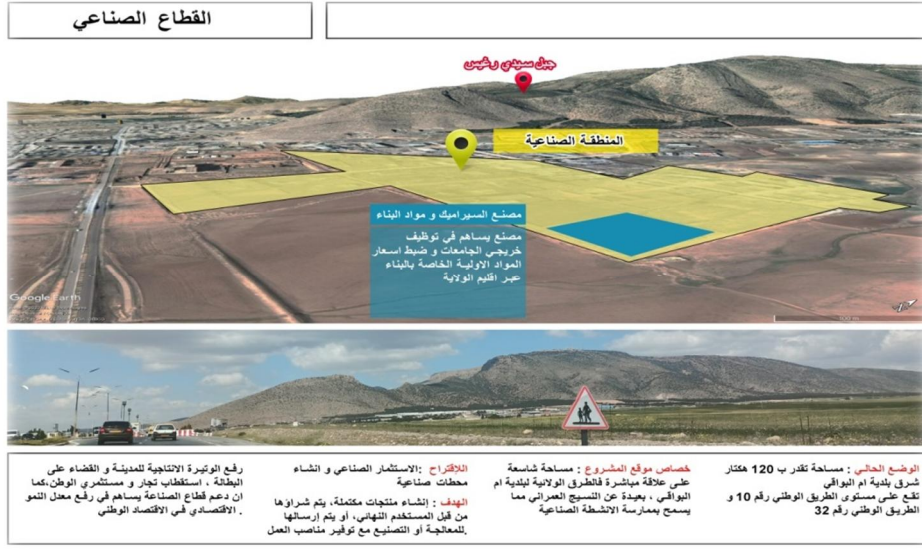 القطاع الصناعي
جبل سيدي رغيس
المنطقة الصناعية
مصنع السيراميك و مواد البناء
مصنع يساهم في توظيف
خريجي الجامعات و ضبط اسعار
المواد الاولية الخاصة بالبناء
عبر اقليم الولاية
Google Earth
الوضع الحالي : مساحة تقدر ب 120 هكتار
شرق بلدية ام البواقي
تقع على مستوى الطريق الوطني رقم 10 و
الطريق الوطني رقم 32
خصاص موقع المشروع : مساحة شاسعة
على علاقة مباشرة فالطرق الولائية لبلدية ام
البواقي ، بعيدة عن النسيج العمراني مما
يسمح بممارسة الانشطة الصناعية
اللإقتراح :الاستثمار الصناعي و انشاء
محطات صناعية
الهدف : إنشاء منتجات مكتملة، يتم شراؤها
من قبل المستخدم النهائي، أو يتم إرسالها
.للمعالجة أو التصنيع مع توفير مناصب العمل
رفع الوتيرة الانتاجية للمدينة و القضاء على
البطالة ، استقطاب تجار و مستثمري الوطن،كما
ان دعم قطاع الصناعة يساهم في رفع معدل النمو
. الاقتصادي في الاقتصاد الوطني